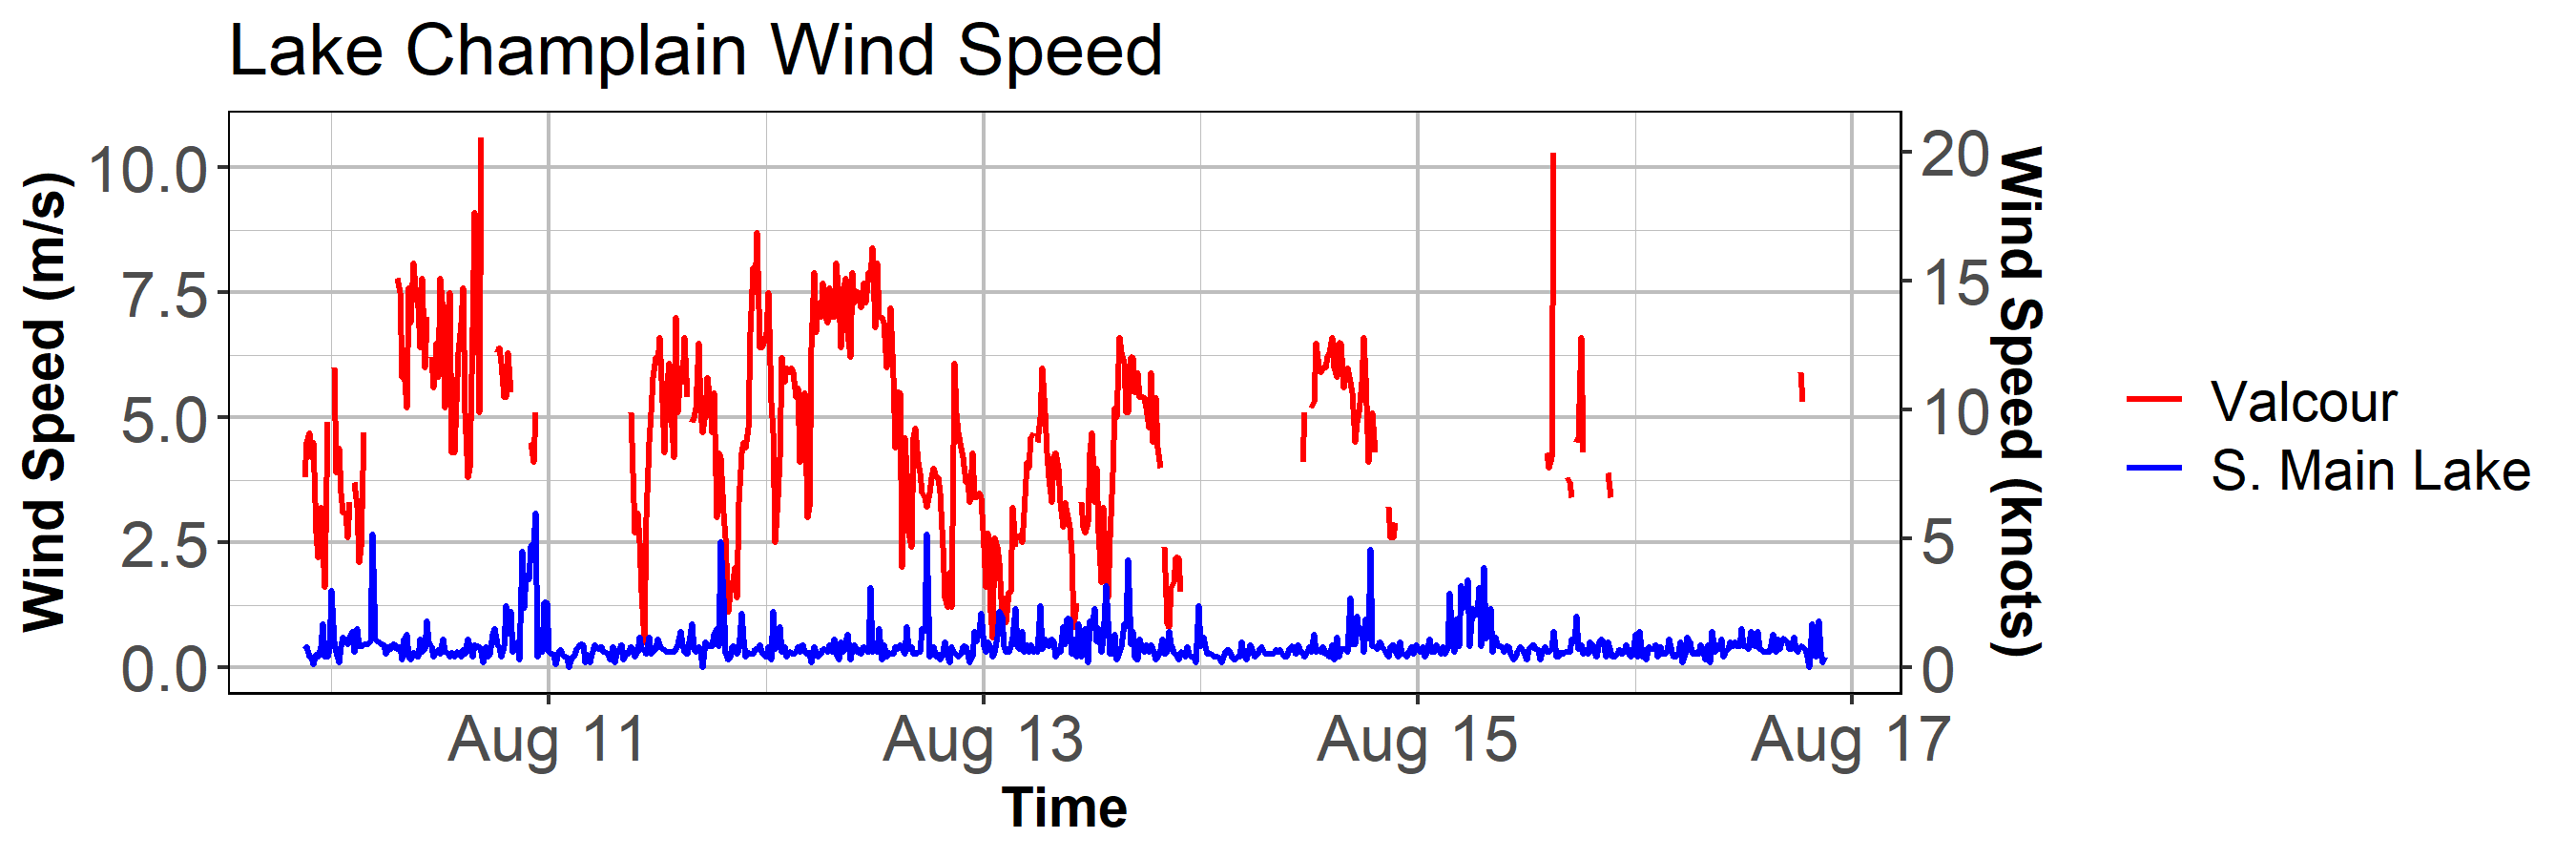 Lake Champlain Wind Speed
Wind Speed (m/s)
10.0
7.5
5.0
2.5
0.0
20
15
10
5
0
Wind Speed (knots)
Aug 11
Aug 13
Aug 15
Aug 17
Time
Valcour
S. Main Lake